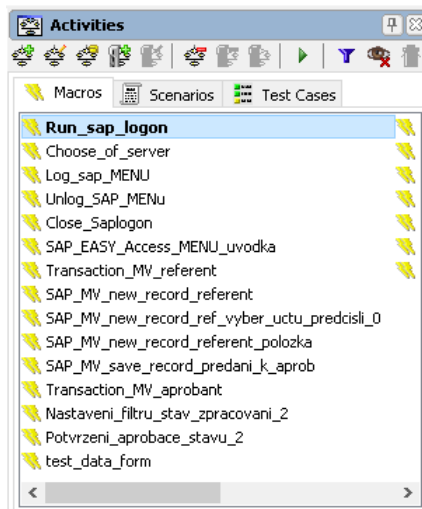 Activities
Macros Scenarios Test Cases
Run_sap_logon
Choose_of_server
Log_sap_MENU
Unlog_SAP_MENu
Close_Saplogon
SAP_EASY_Access_MENU_uvodka
Transaction_MV_referent
SAP_MV_new_record_referent
SAP_MV_new_record_ref_vyber_uctu_predcisli_0
SAP_MV_new_record_referent_polozka
SAP_MV_save_record_predani_k_aprob
Transaction_MV_aprobant
Nastaveni_filtru_stav_zpracovani_2
Potvrzeni_aprobace_stavu_2
test_data_form